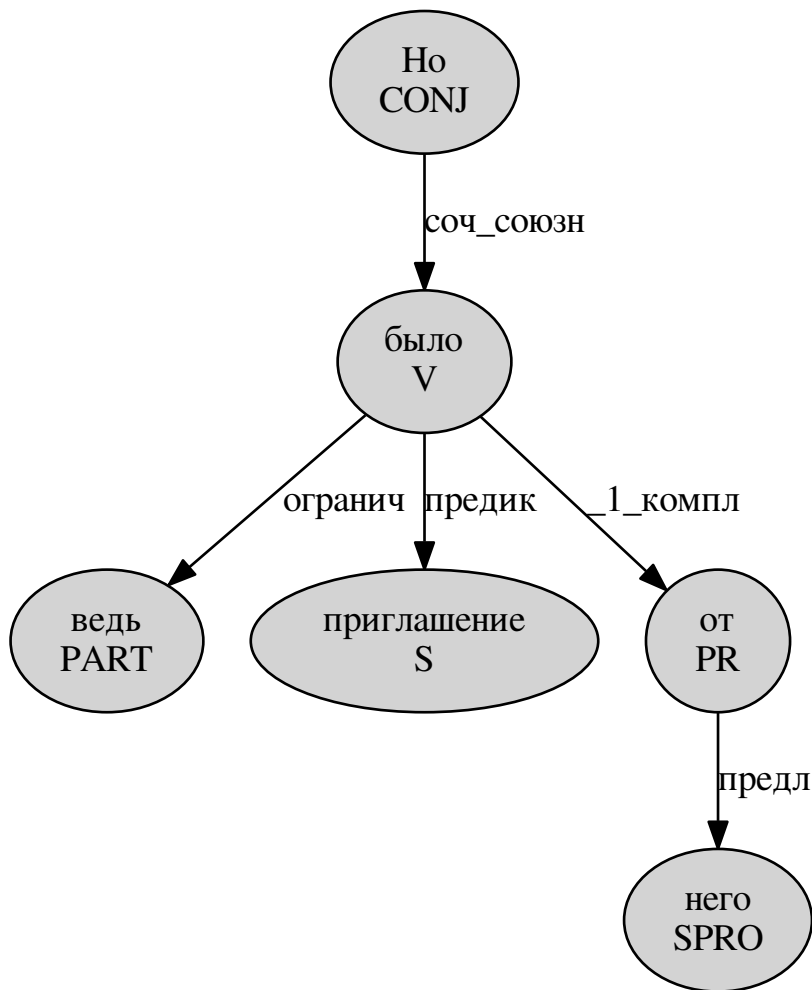 Но
CONJ
соч_союзн
было
V
огранич
предик
_1_компл
ведь
PART
приглашение
S
от
PR
предл
него
SPRO